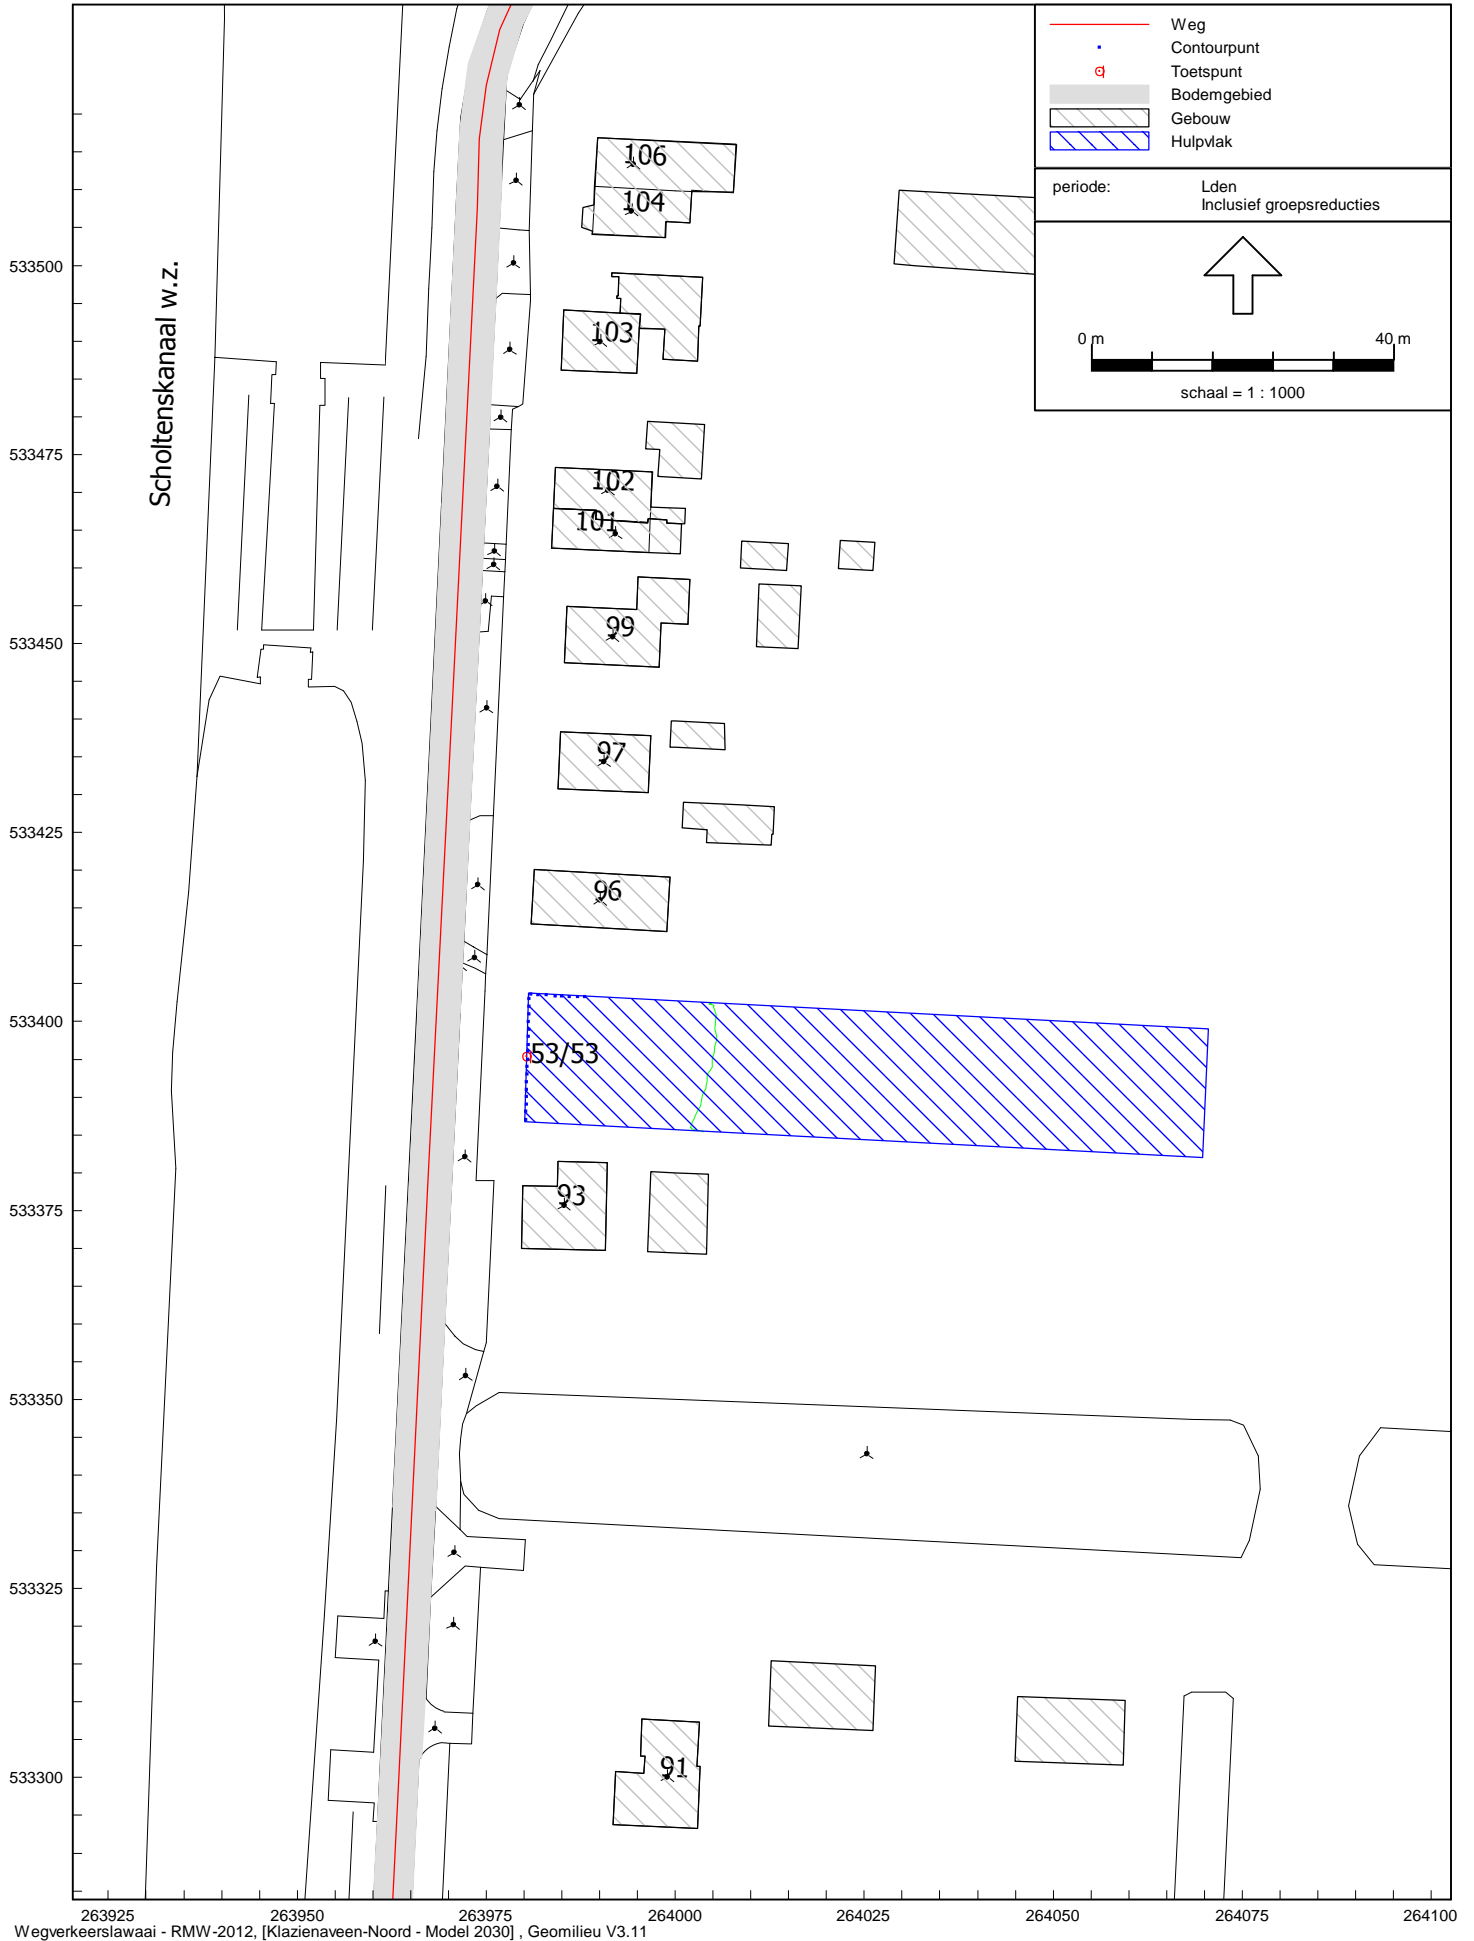 Weg
Contourpunt
Toetspunt
Bodemgebied
Gebouw
Hulpvlak
periode: Lden
Inclusief groepsreducties
0 m 40 m
schaal = 1 : 1000
Scholtenskanaal w.z.
106
104
103
102
101
99
97
96
53/53
93
91
533500
533475
533450
533425
533400
533375
533350
533325
533300
263925 263950 263975 264000 264025 264050 264075 264100
Wegverkeerslawaai - RMW-2012, [Klazienaveen-Noord - Model 2030] , Geomilieu V3.11